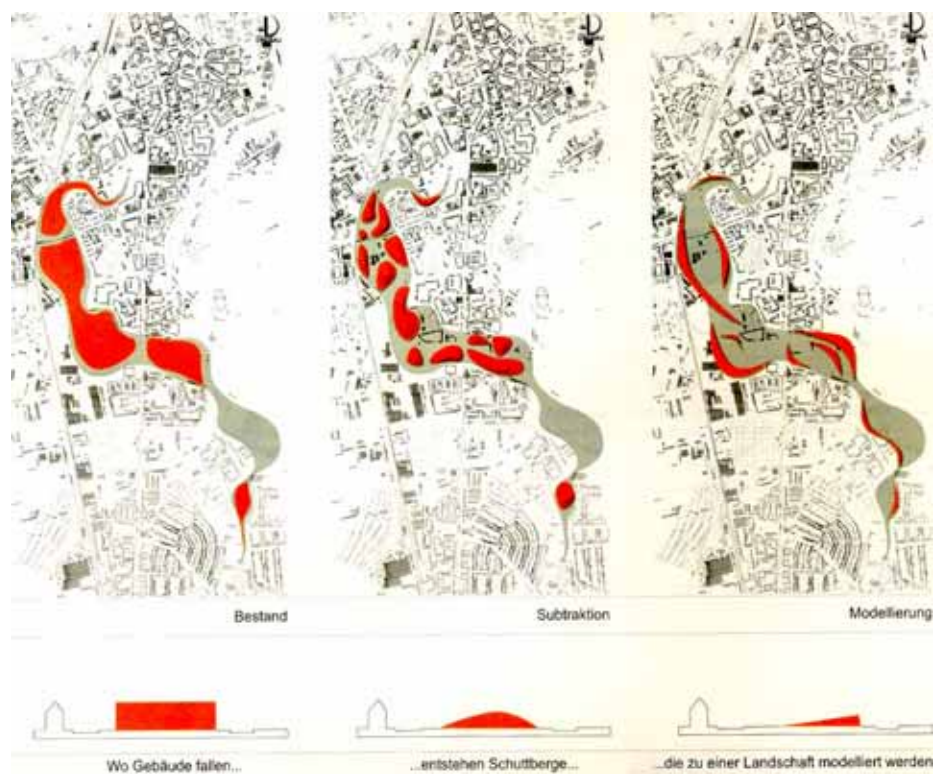 Bestand
Subtraktion
Modellierung
Wo Gebäude fallen...
...entstehen Schuttberge...
...die zu einer Landschaft modelliert werden